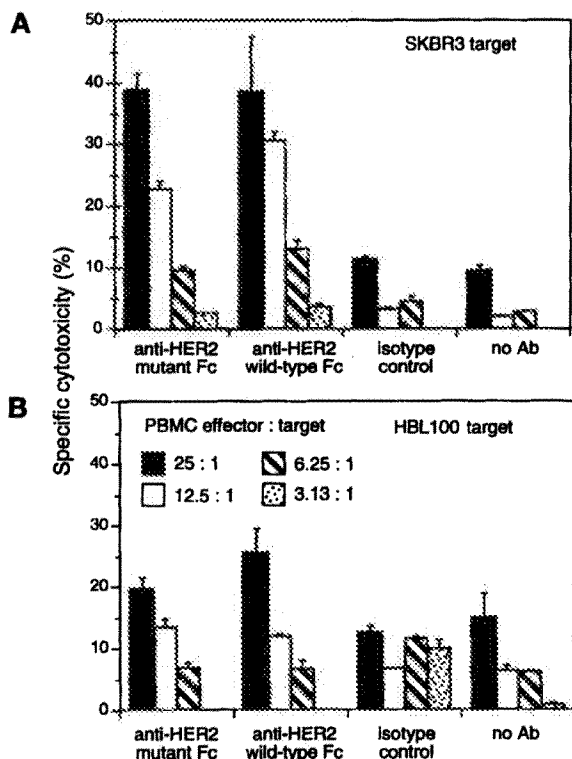 A
SKBR3 target
50
40
30
20
10
0
anti-HER2 mutant Fc
anti-HER2 wild-type Fc
isotype control
no Ab
Specific cytotoxicity (%)
B
PBMC effector : target
HBL100 target
25 : 1
6.25 : 1
12.5 : 1
3.13 : 1
50
40
30
20
10
0
anti-HER2 mutant Fc
anti-HER2 wild-type Fc
isotype control
no Ab